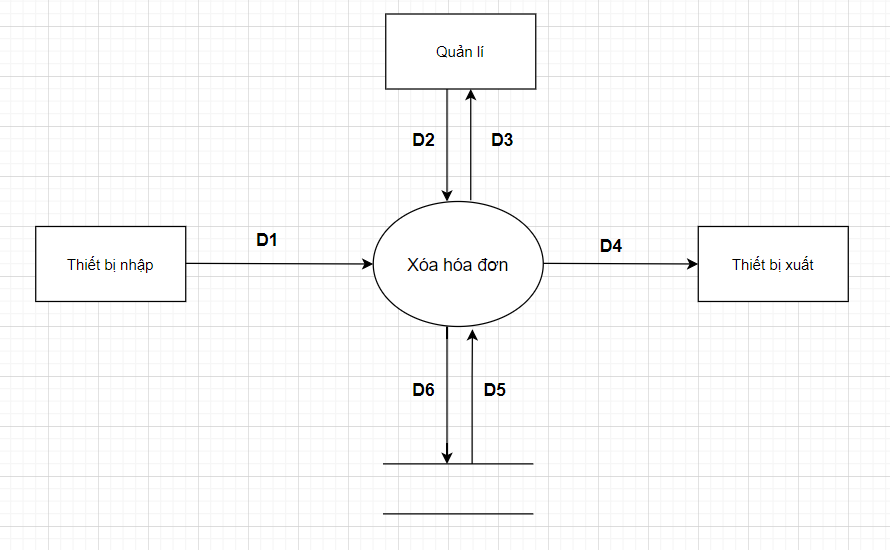 Quản lí
D2
D3
D1
D4
Thiết bị nhập
Xóa hóa đơn
Thiết bị xuất
D6
D5